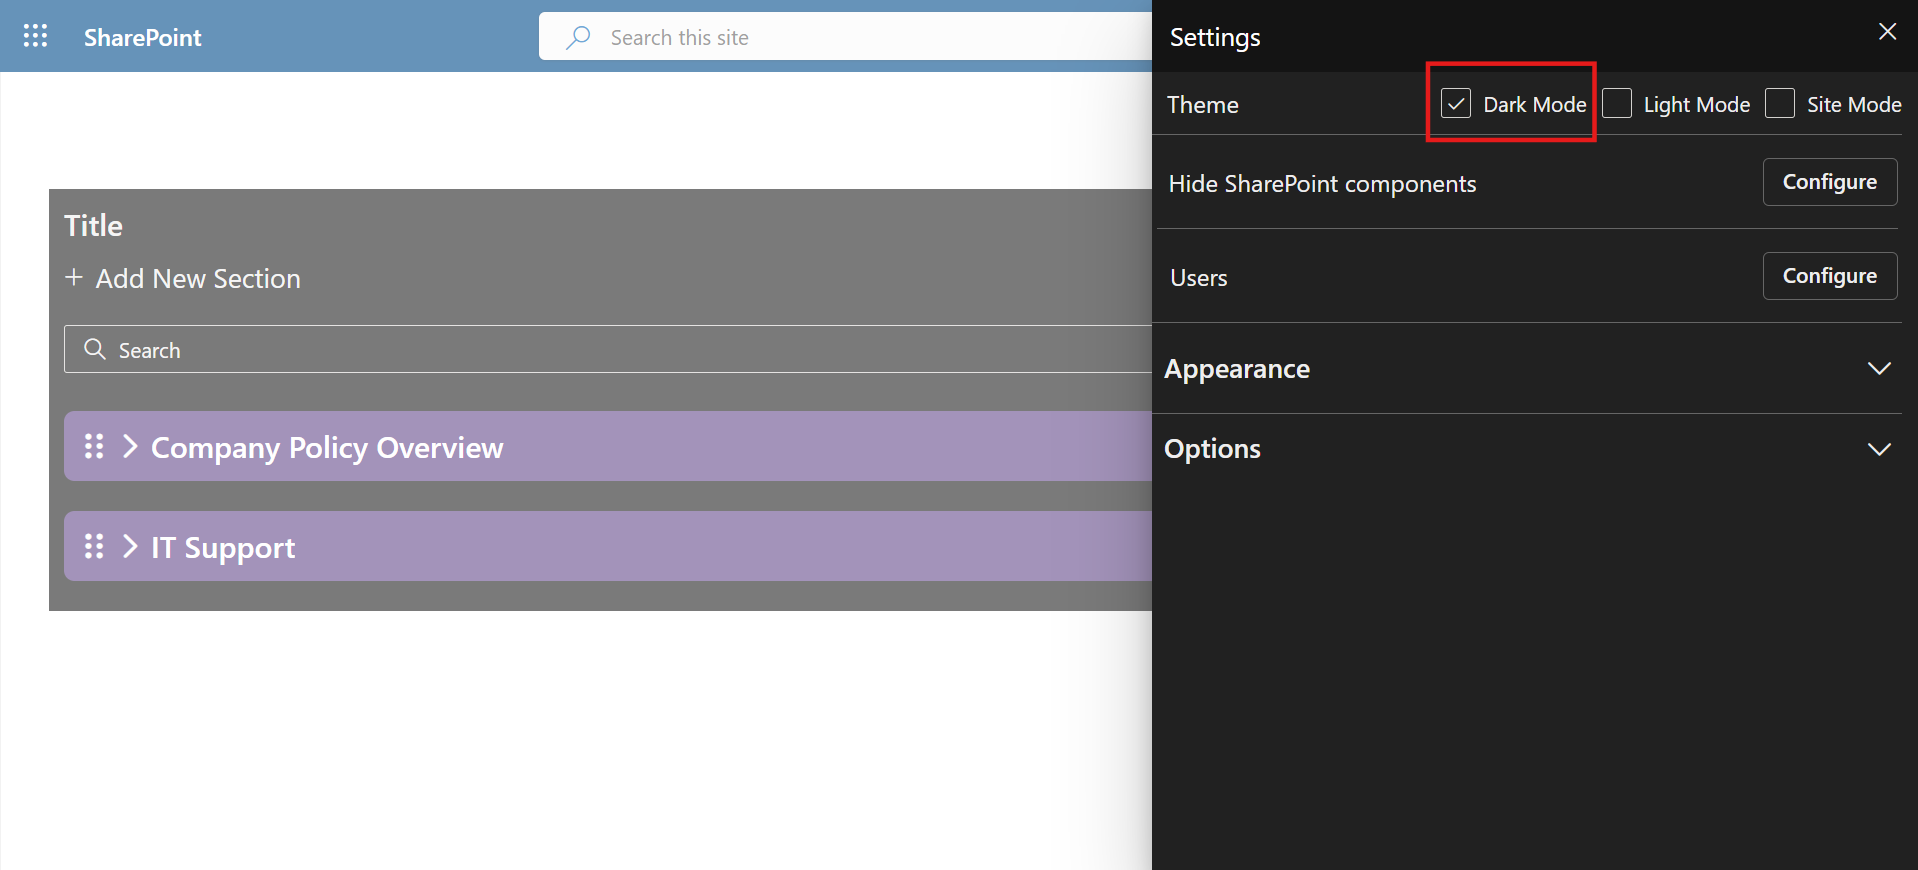 SharePoint
Search this site
Settings
Theme
Dark Mode
Light Mode
Site Mode
Hide SharePoint components
Configure
Users
Configure
Appearance
Options
Title
Add New Section
Search
Company Policy Overview
IT Support